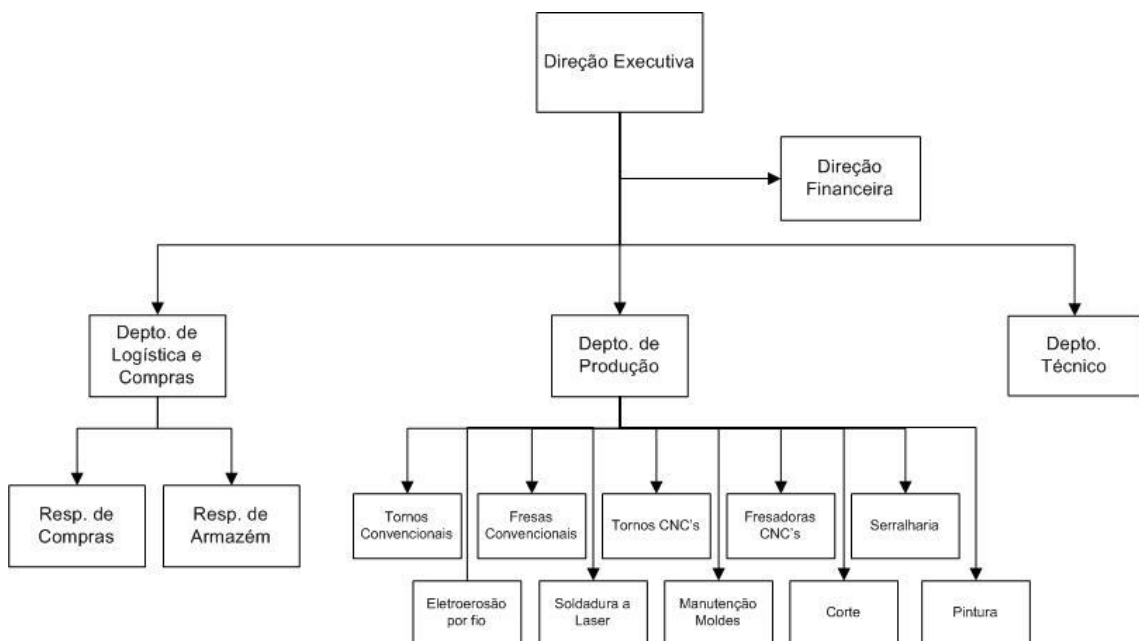 Direção Executiva
Direção
Financeira
Depto. de
Logística e
Compras
Depto. de
Produção
Depto.
Técnico
Resp. de
Compras
Resp. de
Armazém
Tornos
Convencionais
Fresas
Convencionais
Tornos CNC`s
Fresadoras
CNC`s
Serralharia
Eletroerosão
por fio
Soldadura a
Laser
Manutenção
Moldes
Corte
Pintura